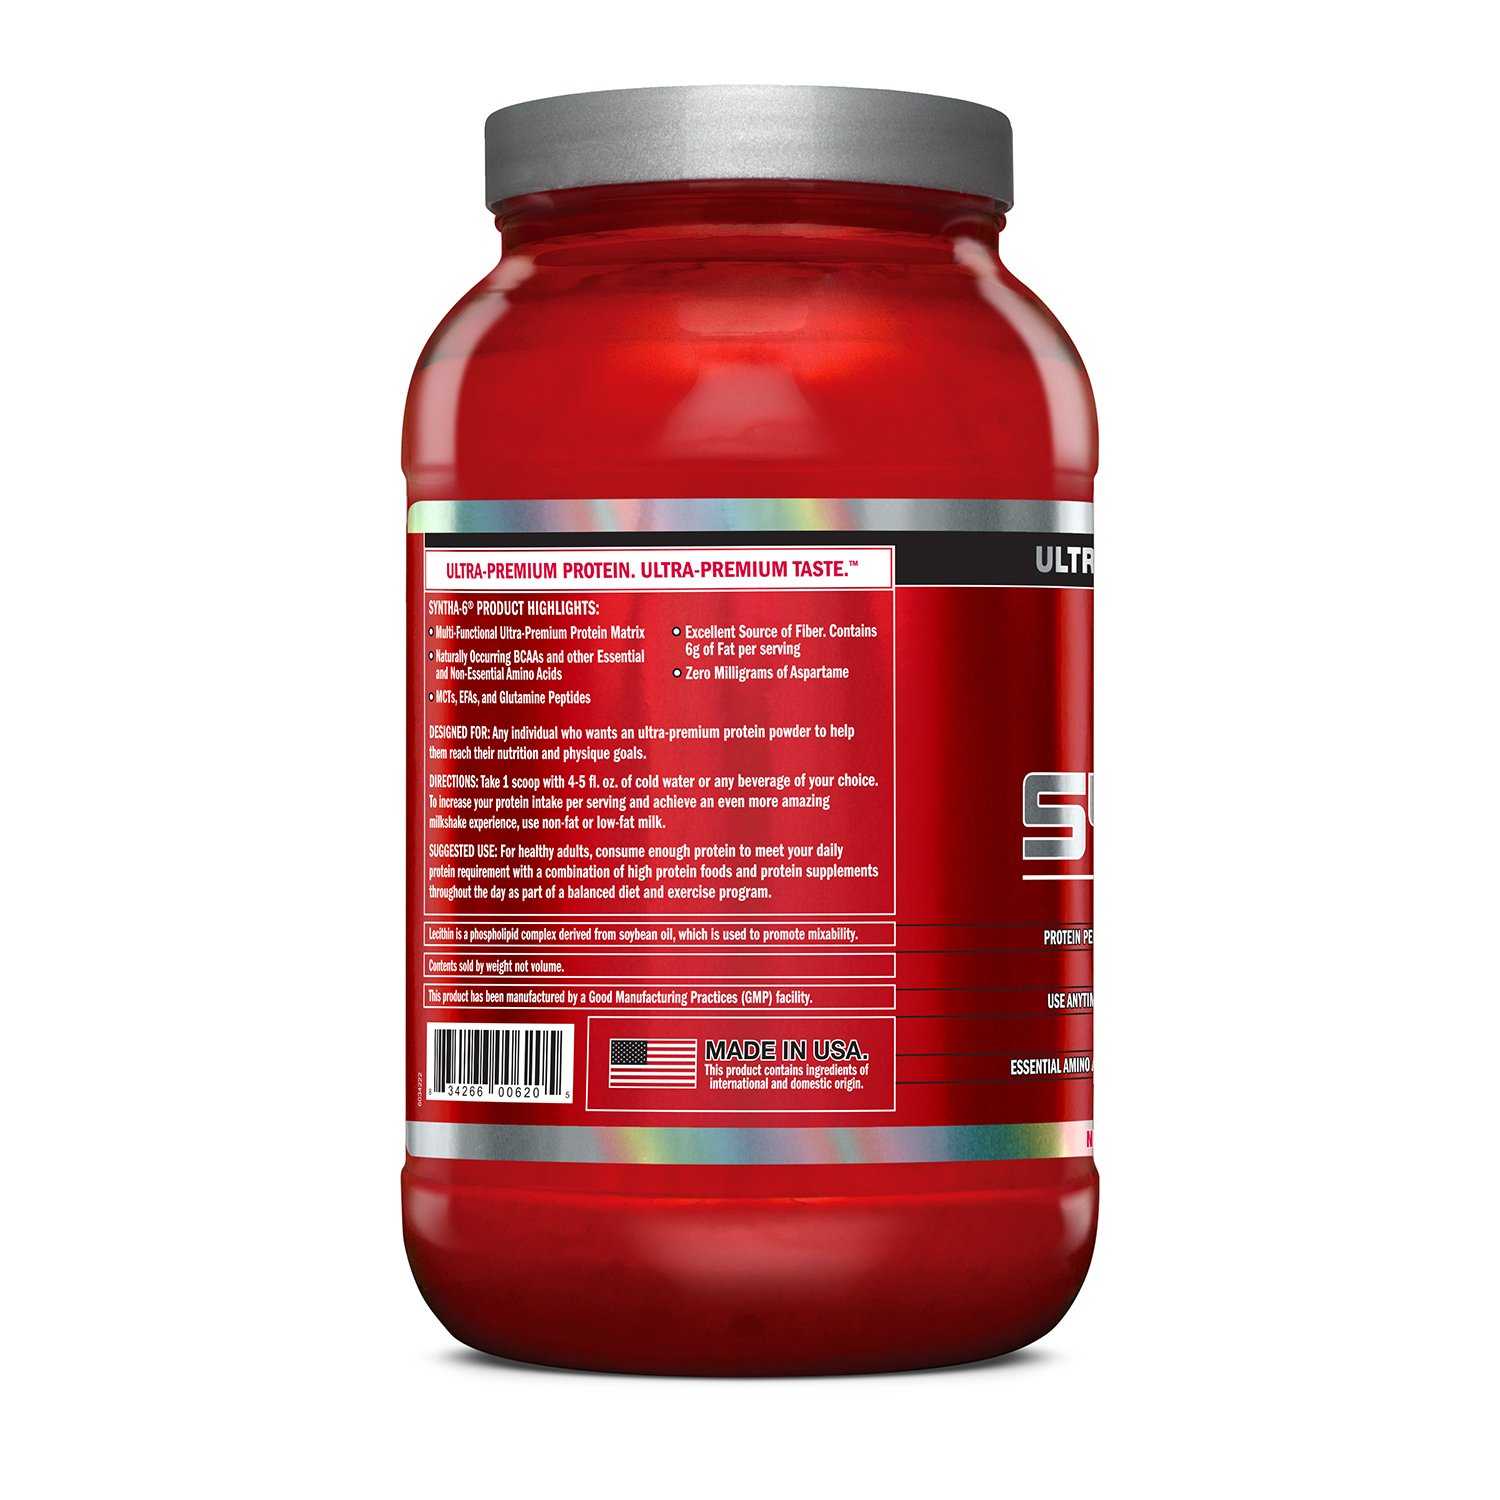 ULTRA-PREMIUM PROTEIN. ULTRA-PREMIUM TASTE.™
SYNTHA-6® PRODUCT HIGHLIGHTS:
• Multi-Functional Ultra-Premium Protein Matrix
• Naturally Occurring BCAAs and other Essential
and Non-Essential Amino Acids
• MCTs, EFAs, and Glutamine Peptides
• Excellent Source of Fiber. Contains
6g of Fat per serving
• Zero Milligrams of Aspartame
DESIGNED FOR: Any individual who wants an ultra-premium protein powder to help
them reach their nutrition and physique goals.
DIRECTIONS: Take 1 scoop with 4-5 fl. oz. of cold water or any beverage of your choice.
To increase your protein intake per serving and achieve an even more amazing
milkshake experience, use non-fat or low-fat milk.
SUGGESTED USE: For healthy adults, consume enough protein to meet your daily
protein requirement with a combination of high protein foods and protein supplements
throughout the day as part of a balanced diet and exercise program.
Lecithin is a phospholipid complex derived from soybean oil, which is used to promote mixability.
Contents sold by weight not volume.
This product has been manufactured by a Good Manufacturing Practices (GMP) facility.
6034222
8 34266 00620 5
MADE IN USA.
This product contains ingredients of
international and domestic origin.
ULTR
SY
PROTEIN PE
USE ANYTIM
ESSENTIAL AMINO A
N